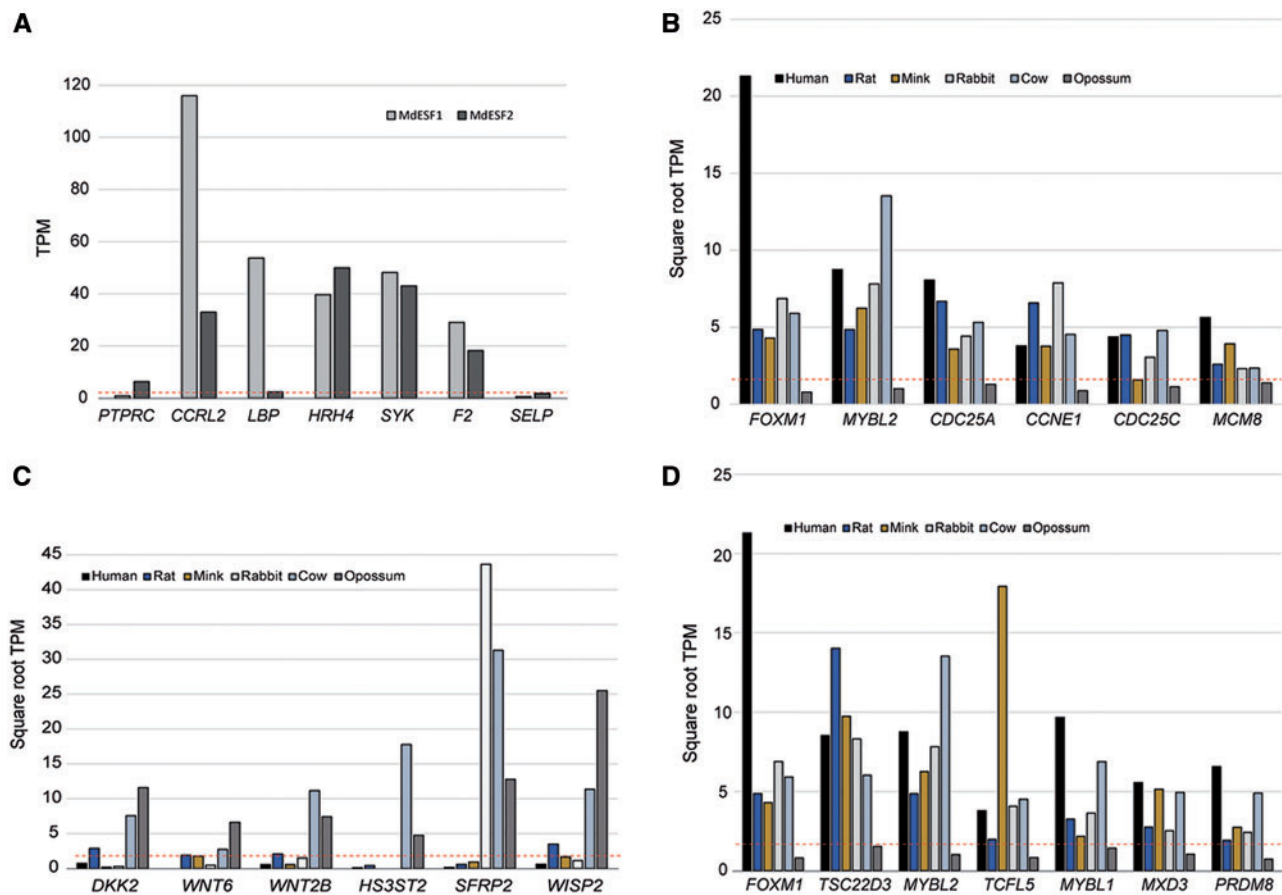 A
120
100
80
60
40
20
0
TPM
MdESF1 MdESF2
PTPRC CCRL2 LBP HRH4 SYK F2 SELP
B
25
20
15
10
5
0
Square root TPM
Human Rat Mink Rabbit Cow Opossum
FOXM1 MYBL2 CDC25A CCNE1 CDC25C MCM8
C
45
40
35
30
25
20
15
10
5
0
Square root TPM
Human Rat Mink Rabbit Cow Opossum
DKK2 WNT6 WNT2B HS3ST2 SFRP2 WISP2
D
25
20
15
10
5
0
Square root TPM
Human Rat Mink Rabbit Cow Opossum
FOXM1 TSC22D3 MYBL2 TCFL5 MYBL1 MXD3 PRDM8